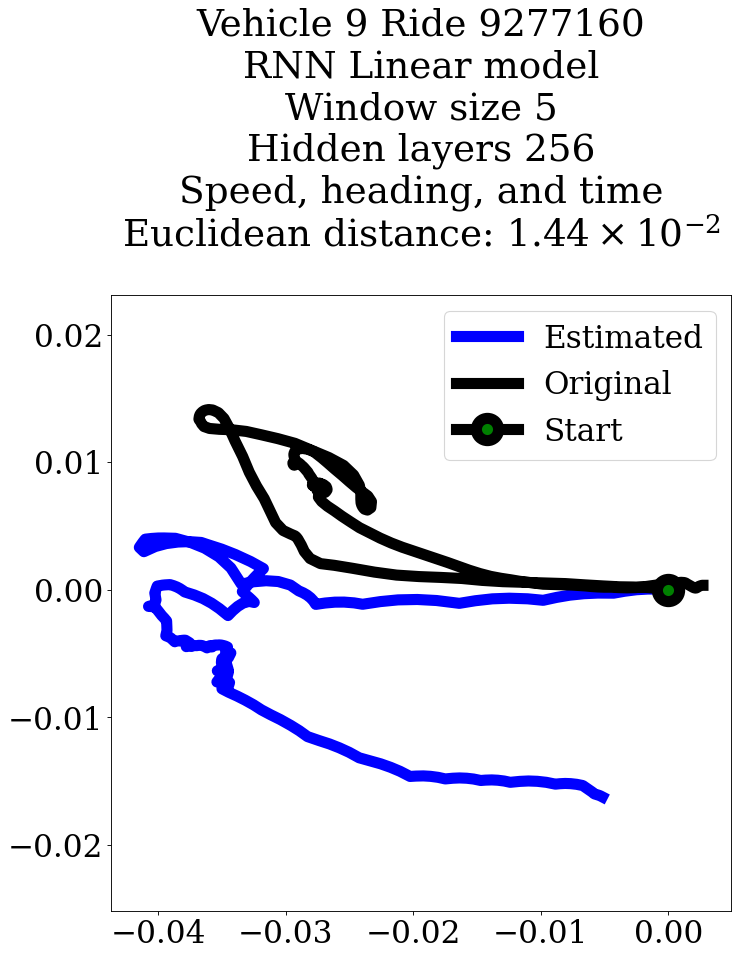 Vehicle 9 Ride 9277160
RNN Linear model
Window size 5
Hidden layers 256
Speed, heading, and time
Euclidean distance: 1.44 × 10⁻²
Estimated
Original
Start
0.02
0.01
0.00
−0.01
−0.02
−0.04 −0.03 −0.02 −0.01 0.00